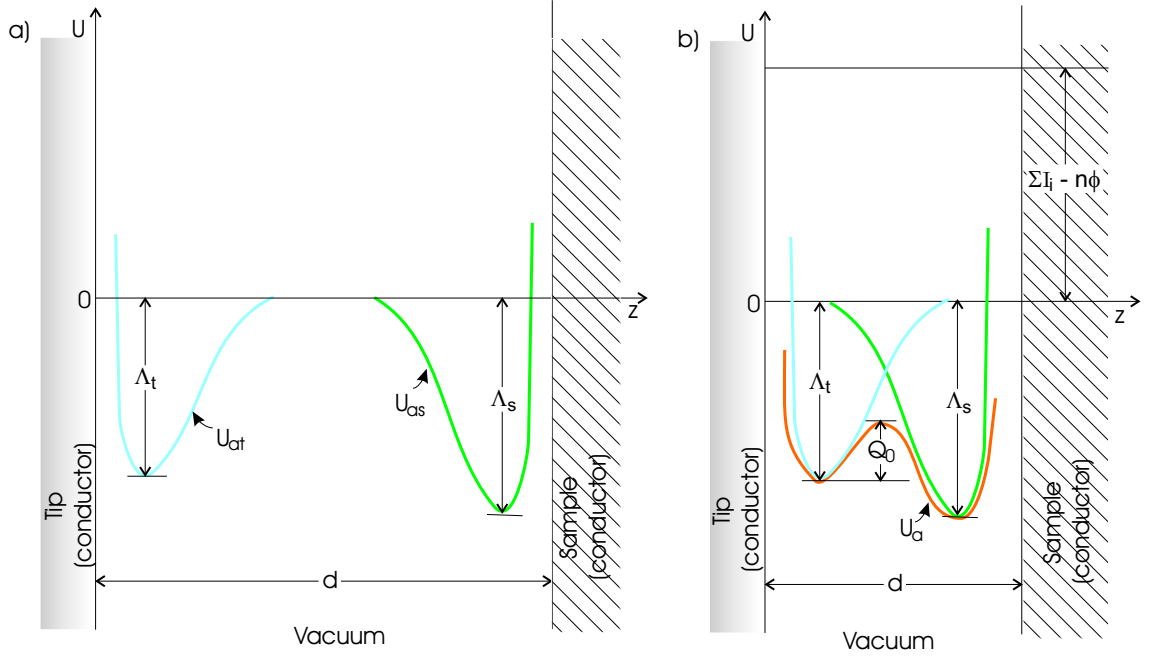 a)
U
0
z
Λt
Uat
Uas
Λs
Tip
(conductor)
Sample
(conductor)
d
Vacuum
b)
U
ΣIi - nϕ
0
z
Λt
Λs
Q0
Ua
Tip
(conductor)
Sample
(conductor)
d
Vacuum